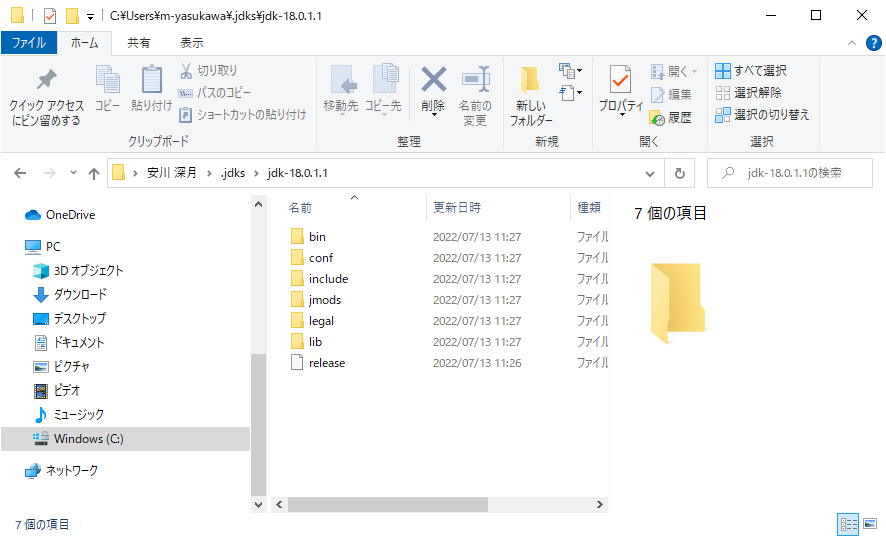 C:¥Users¥m-yasukawa¥.jdks¥jdk-18.0.1.1
ファイル ホーム 共有 表示
クイック アクセス
にピン留めする
コピー
貼り付け
切り取り
パスのコピー
ショートカットの貼り付け
クリップボード
移動先
コピー先
削除
名前の
変更
整理
新しい
フォルダー
新規
プロパティ
開く
編集
履歴
開く
すべて選択
選択解除
選択の切り替え
選択
安川 深月 .jdks jdk-18.0.1.1
jdk-18.0.1.1の検索
OneDrive
PC
3D オブジェクト
ダウンロード
デスクトップ
ドキュメント
ピクチャ
ビデオ
ミュージック
Windows (C:)
ネットワーク
名前 更新日時 種類
bin 2022/07/13 11:27 ファイル
conf 2022/07/13 11:27 ファイル
include 2022/07/13 11:27 ファイル
jmods 2022/07/13 11:27 ファイル
legal 2022/07/13 11:27 ファイル
lib 2022/07/13 11:27 ファイル
release 2022/07/13 11:26 ファイル
7 個の項目
7 個の項目